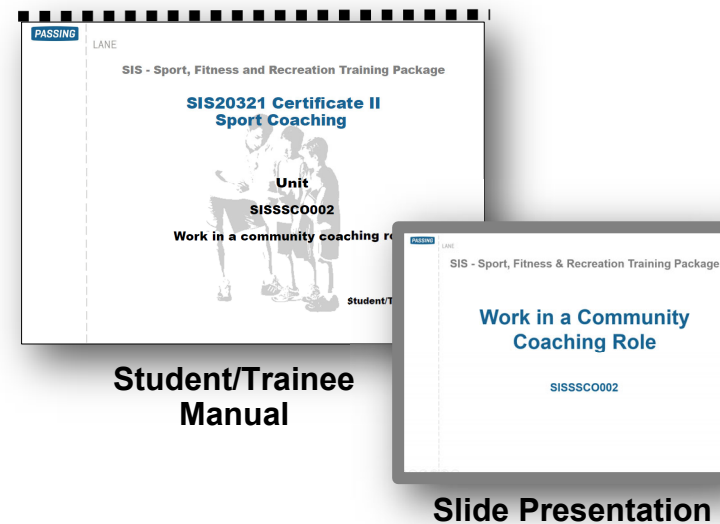 PASSING
LANE
SIS - Sport, Fitness and Recreation Training Package
SIS20321 Certificate II
Sport Coaching
Unit
SISSSCO002
Work in a community coaching
Student/
Student/Trainee
Manual
PASSING
LANE
SIS - Sport, Fitness & Recreation Training Package
Work in a Community
Coaching Role
SISSSCO002
Slide Presentation